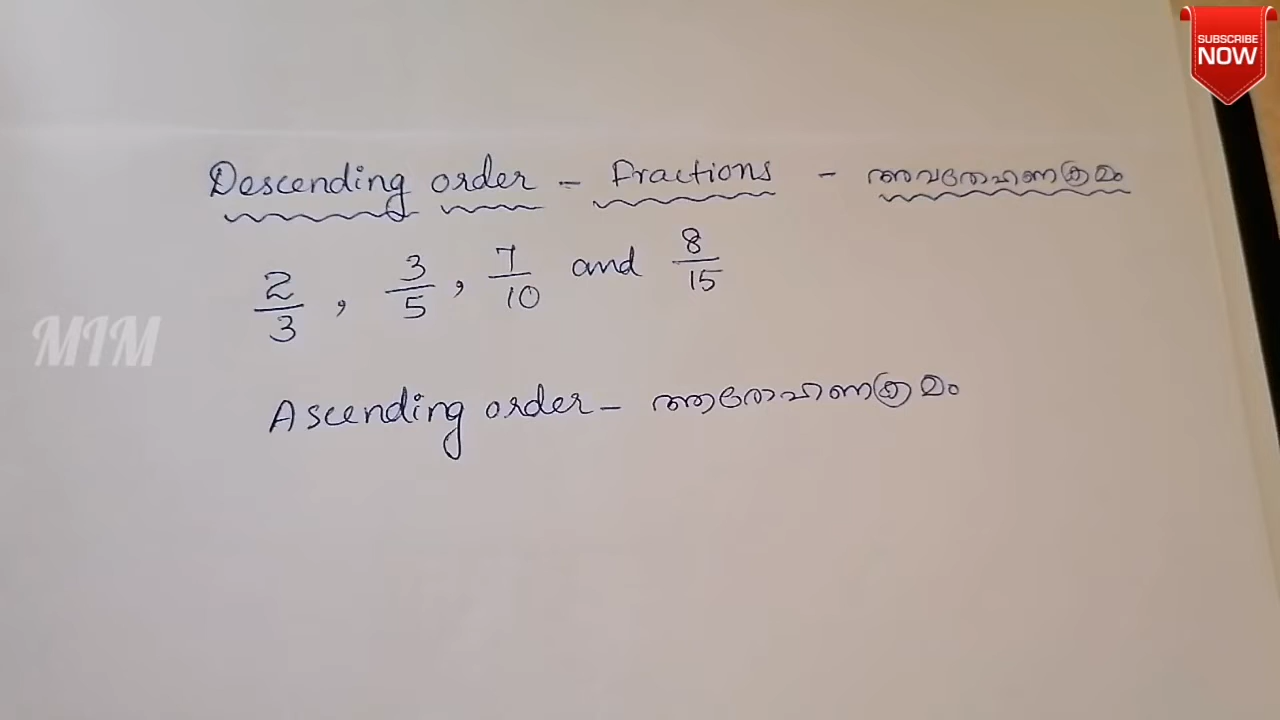 SUBSCRIBE
NOW
Descending order - Fractions - അവരോഹണക്രമം
2/3 , 3/5 , 7/10 and 8/15
MIM
Ascending order - ആരോഹണക്രമം